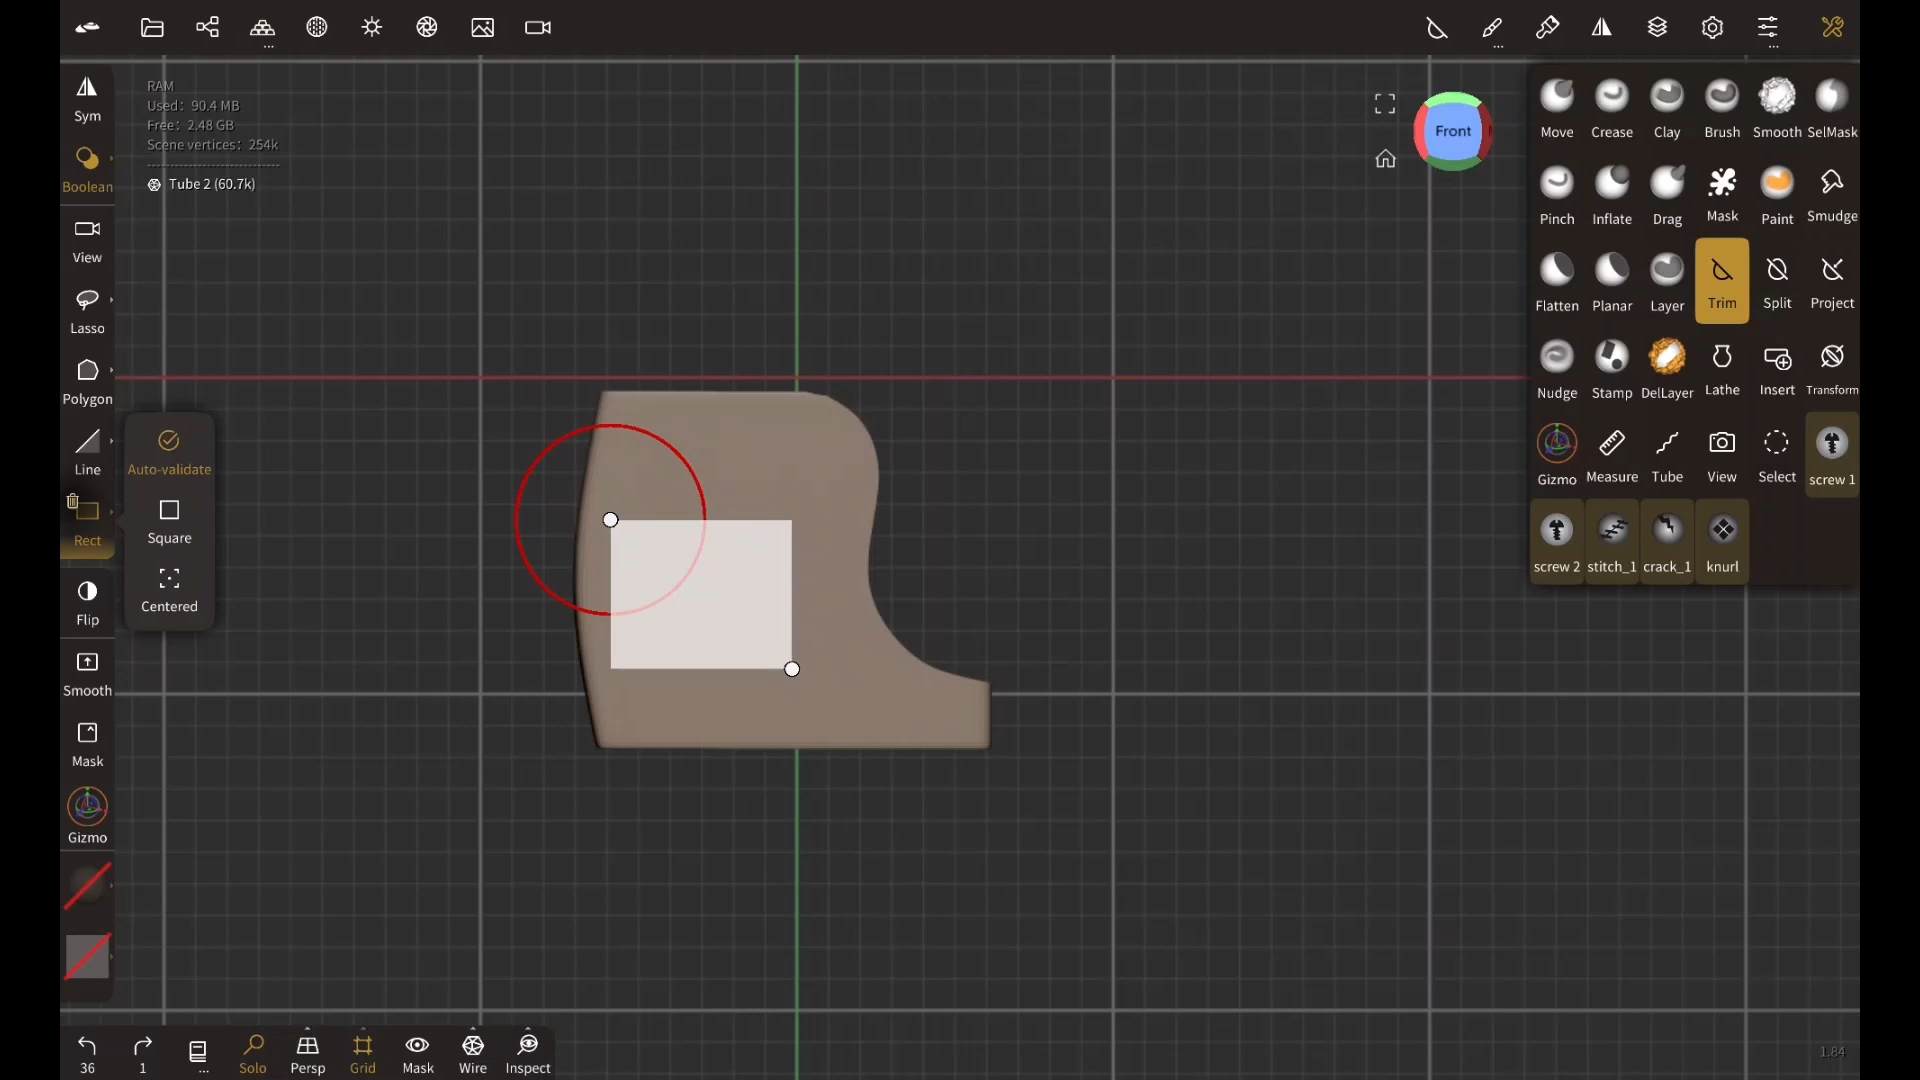 RAM
Used: 90.4 MB
Free: 2.48 GB
Scene vertices: 254k
Tube 2 (60.7k)
Front
Sym
Boolean
View
Lasso
Polygon
Line
Rect
Flip
Smooth
Mask
Gizmo
Auto-validate
Square
Centered
Move Crease Clay Brush Smooth SelMask
Pinch Inflate Drag Mask Paint Smudge
Flatten Planar Layer Trim Split Project
Nudge Stamp DelLayer Lathe Insert Transform
Gizmo Measure Tube View Select screw 1
screw 2 stitch_1 crack_1 knurl
36 1 Solo Persp Grid Mask Wire Inspect
1.84